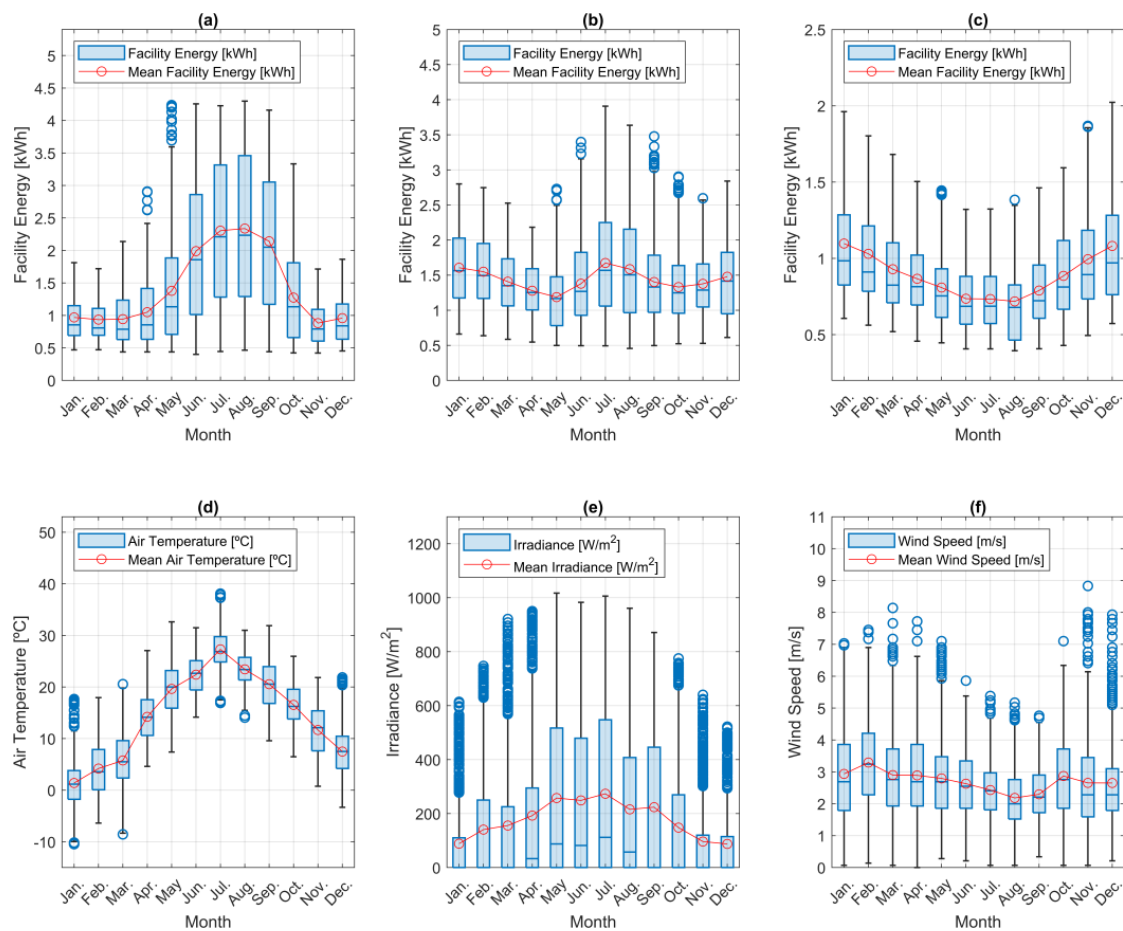 (a)
Facility Energy [kWh]
Mean Facility Energy [kWh]
Facility Energy [kWh]
5
4.5
4
3.5
3
2.5
2
1.5
1
0.5
0
Jan. Feb. Mar. Apr. May Jun. Jul. Aug. Sep. Oct. Nov. Dec.
Month
(b)
Facility Energy [kWh]
Mean Facility Energy [kWh]
Facility Energy [kWh]
5
4.5
4
3.5
3
2.5
2
1.5
1
0.5
0
Jan. Feb. Mar. Apr. May Jun. Jul. Aug. Sep. Oct. Nov. Dec.
Month
(c)
Facility Energy [kWh]
Mean Facility Energy [kWh]
Facility Energy [kWh]
2.5
2
1.5
1
0.5
Jan. Feb. Mar. Apr. May Jun. Jul. Aug. Sep. Oct. Nov. Dec.
Month
(d)
Air Temperature [ºC]
Mean Air Temperature [ºC]
Air Temperature [ºC]
50
40
30
20
10
0
-10
Jan. Feb. Mar. Apr. May Jun. Jul. Aug. Sep. Oct. Nov. Dec.
Month
(e)
Irradiance [W/m²]
Mean Irradiance [W/m²]
Irradiance [W/m²]
1200
1000
800
600
400
200
0
Jan. Feb. Mar. Apr. May Jun. Jul. Aug. Sep. Oct. Nov. Dec.
Month
(f)
Wind Speed [m/s]
Mean Wind Speed [m/s]
Wind Speed [m/s]
11
10
9
8
7
6
5
4
3
2
1
0
Jan. Feb. Mar. Apr. May Jun. Jul. Aug. Sep. Oct. Nov. Dec.
Month